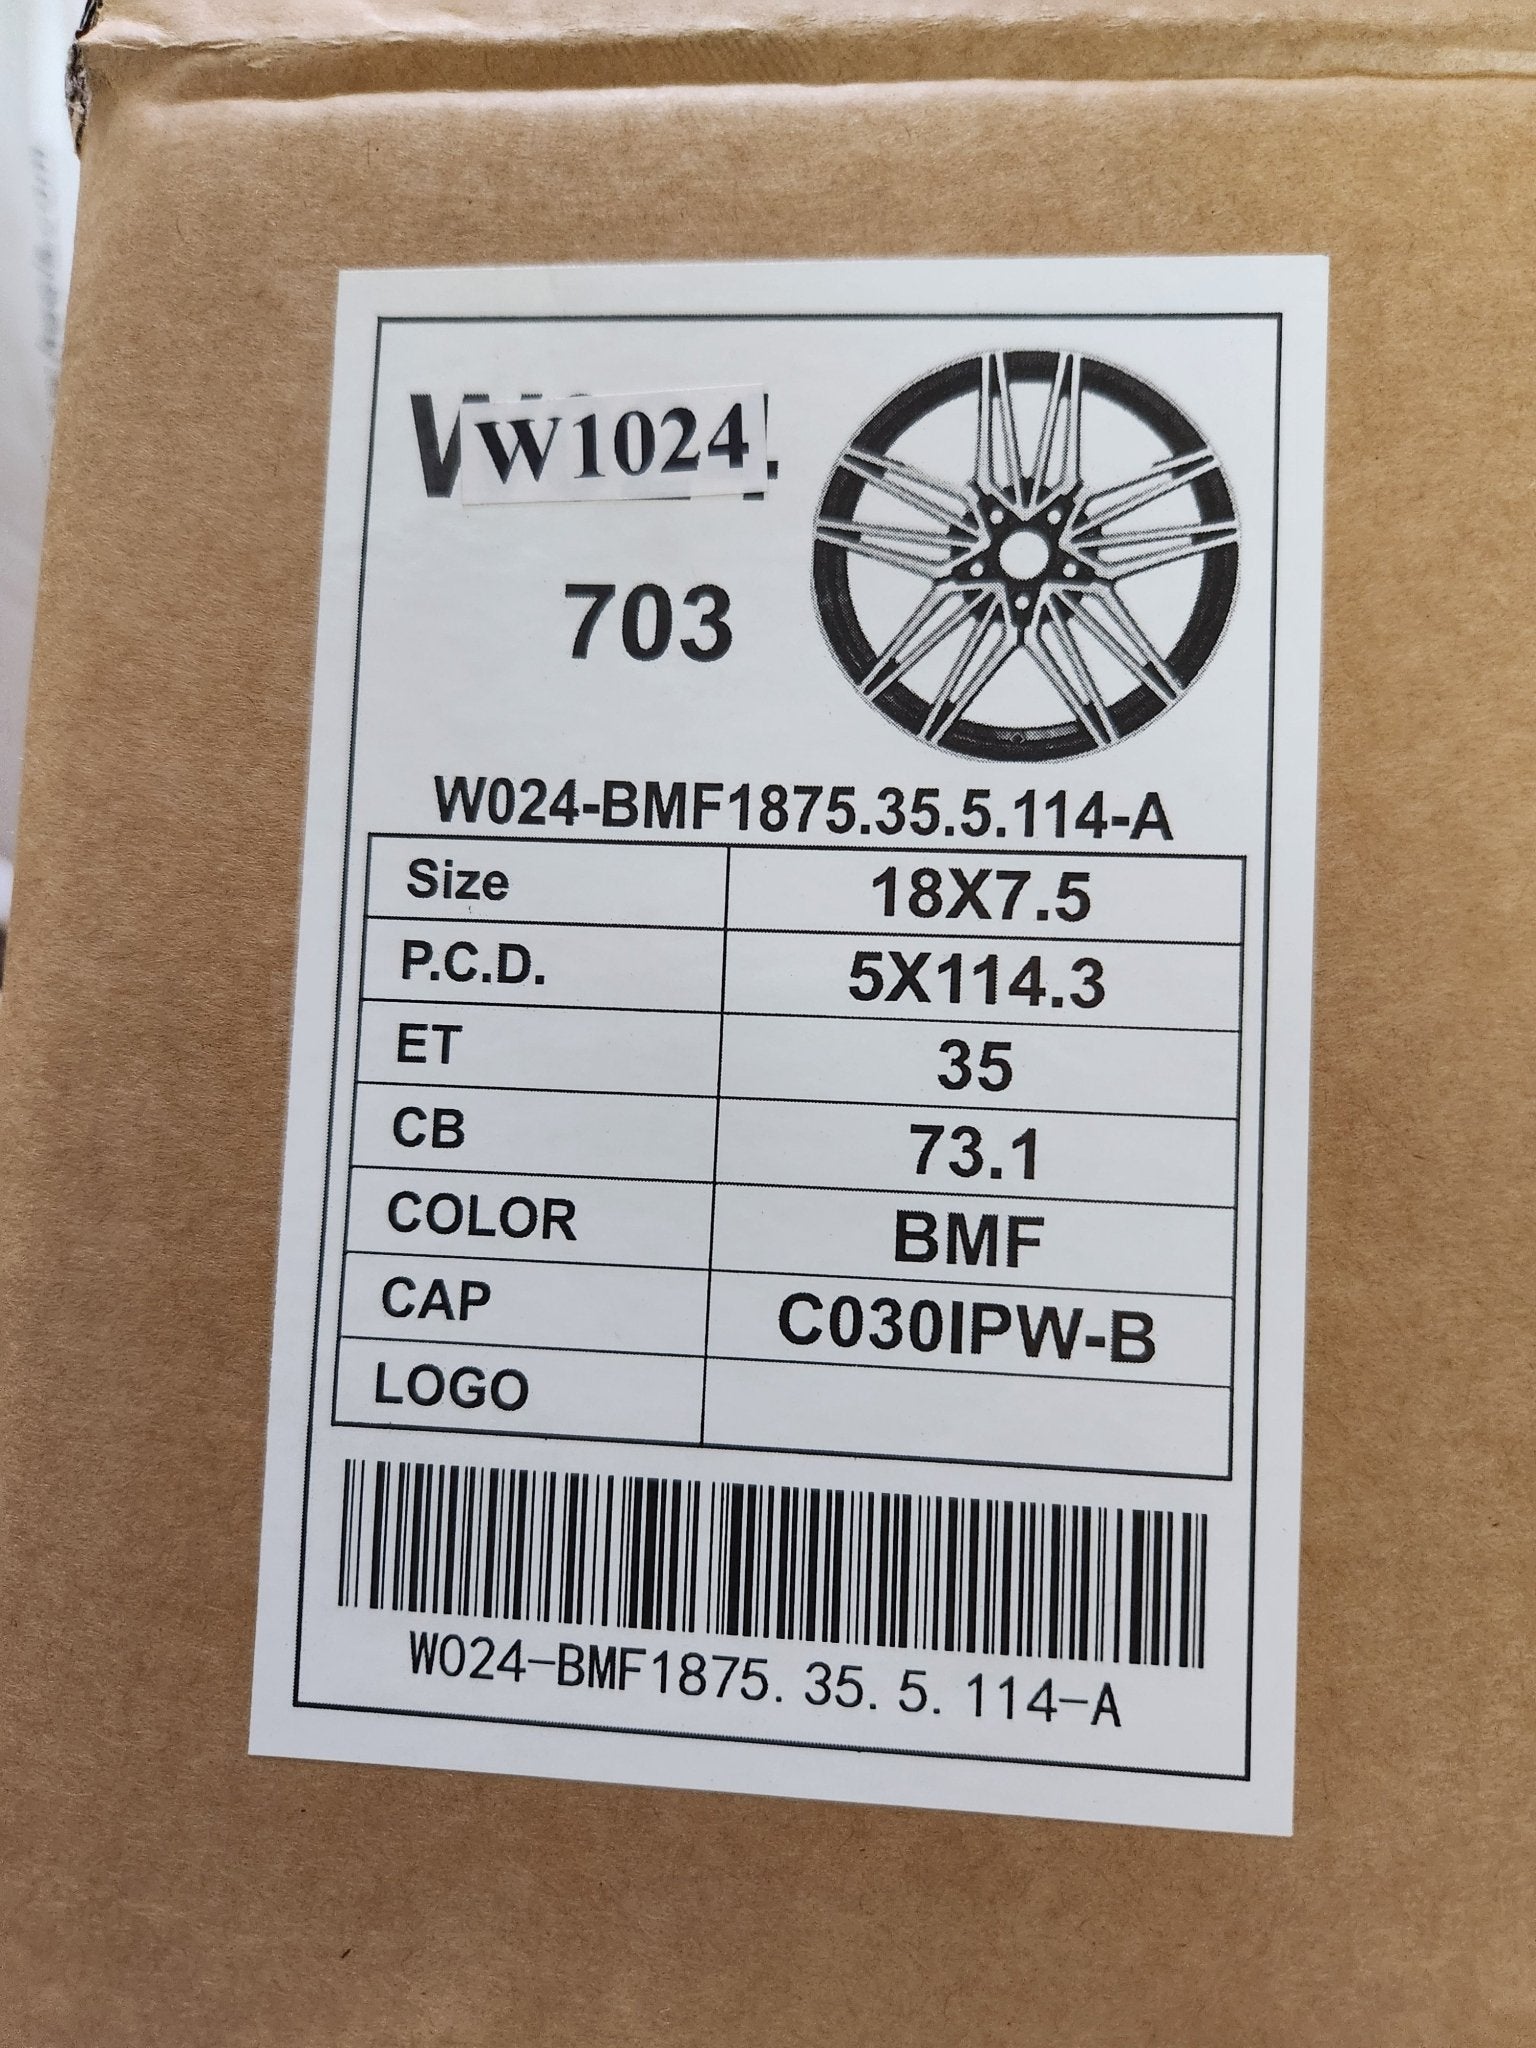 W1024
703
W024-BMF1875.35.5.114-A
Size 18X7.5
P.C.D. 5X114.3
ET 35
CB 73.1
COLOR BMF
CAP C030IPW-B
LOGO
W024-BMF1875.35.5.114-A